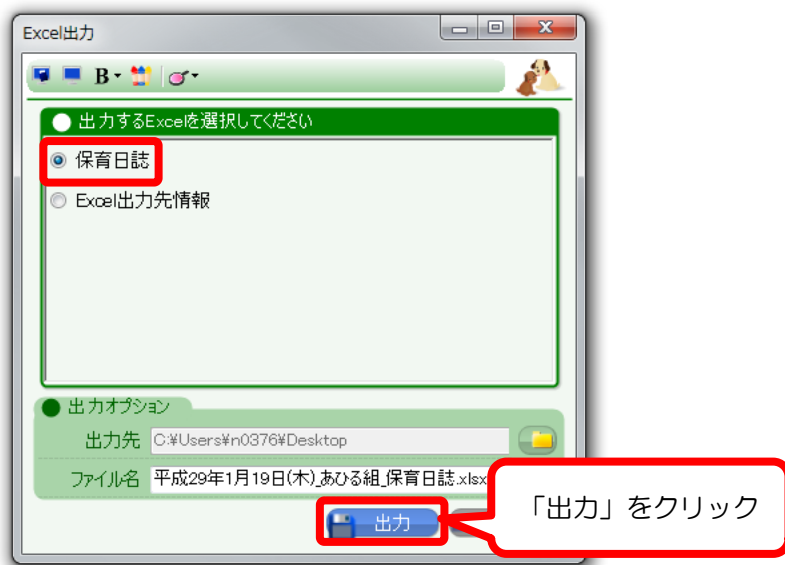 Excel出力
B
出力するExcelを選択してください
保育日誌
Excel出力先情報
出力オプション
出力先 C:¥Users¥n0376¥Desktop
ファイル名 平成29年1月19日(木)_あひる組_保育日誌.xlsx
出力
「出力」をクリック